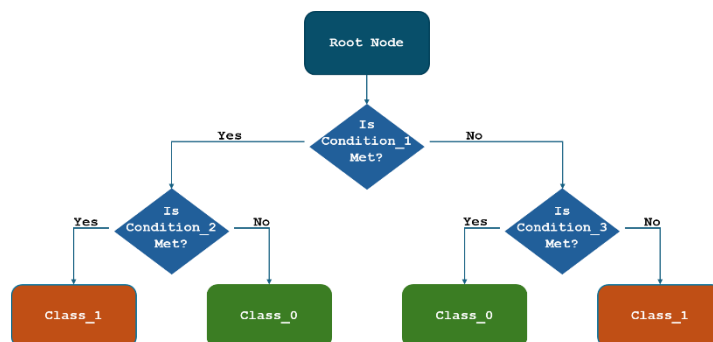 Root Node
Is
Condition_1
Met?
Yes
No
Is
Condition_2
Met?
Is
Condition_3
Met?
Yes
No
Yes
No
Class_1
Class_0
Class_0
Class_1